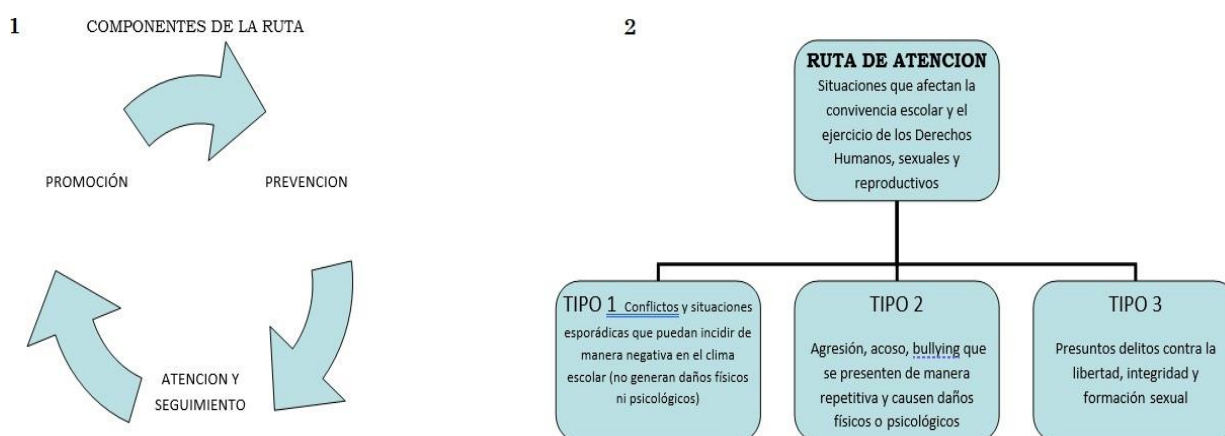 1
COMPONENTES DE LA RUTA
PROMOCIÓN
PREVENCION
ATENCION Y
SEGUIMIENTO
2
RUTA DE ATENCION
Situaciones que afectan la
convivencia escolar y el
ejercicio de los Derechos
Humanos, sexuales y
reproductivos
TIPO 1 Conflictos y situaciones
esporádicas que puedan incidir de
manera negativa en el clima
escolar (no generan daños físicos
ni psicológicos)
TIPO 2
Agresión, acoso, bullying que
se presenten de manera
repetitiva y causen daños
físicos o psicológicos
TIPO 3
Presuntos delitos contra la
libertad, integridad y
formación sexual